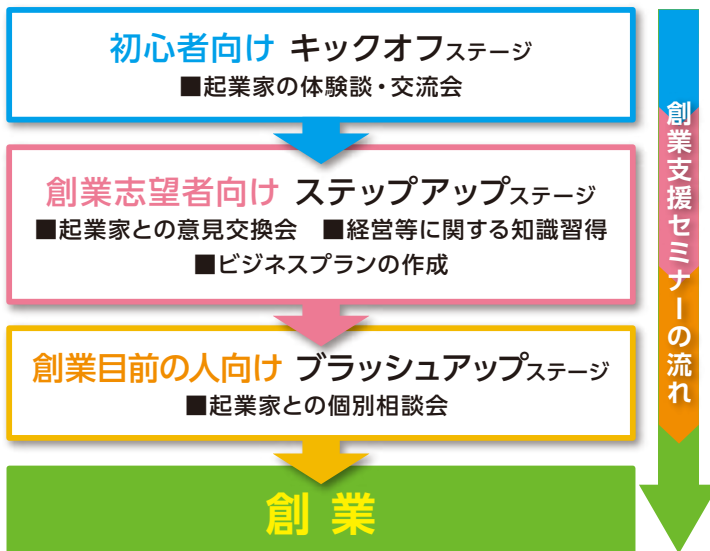 初心者向け キックオフステージ
■起業家の体験談・交流会
創業志望者向け ステップアップステージ
■起業家との意見交換会 ■経営等に関する知識習得
■ビジネスプランの作成
創業目前の人向け ブラッシュアップステージ
■起業家との個別相談会
創業
創業支援セミナーの流れ